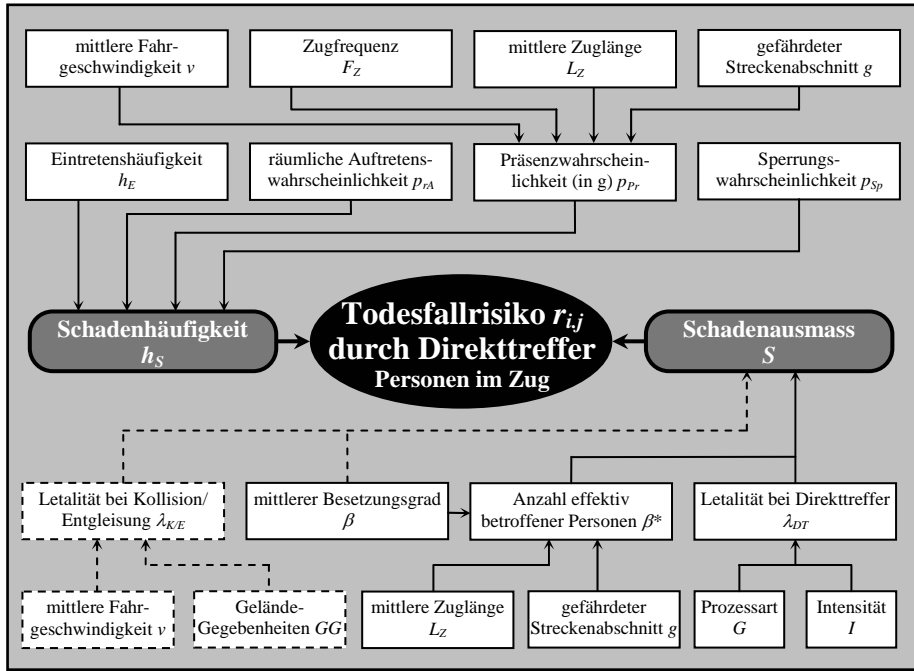 mittlere Fahr-
geschwindigkeit v
Zugfrequenz
F_Z
mittlere Zuglänge
L_Z
gefährdeter
Streckenabschnitt g
Eintretenshäufigkeit
h_E
räumliche Auftretens-
wahrscheinlichkeit p_rA
Präsenzwahrschein-
lichkeit (in g) p_Pr
Sperrungs-
wahrscheinlichkeit p_Sp
Schadenhäufigkeit
h_S
Todesfallrisiko r_i,j
durch Direkttreffer
Personen im Zug
Schadenausmass
S
Letalität bei Kollision/
Entgleisung λ_K/E
mittlerer Besetzungsgrad
β
Anzahl effektiv
betroffener Personen β*
Letalität bei Direkttreffer
λ_DT
mittlere Fahr-
geschwindigkeit v
Gelände-
Gegebenheiten GG
mittlere Zuglänge
L_Z
gefährdeter
Streckenabschnitt g
Prozessart
G
Intensität
I